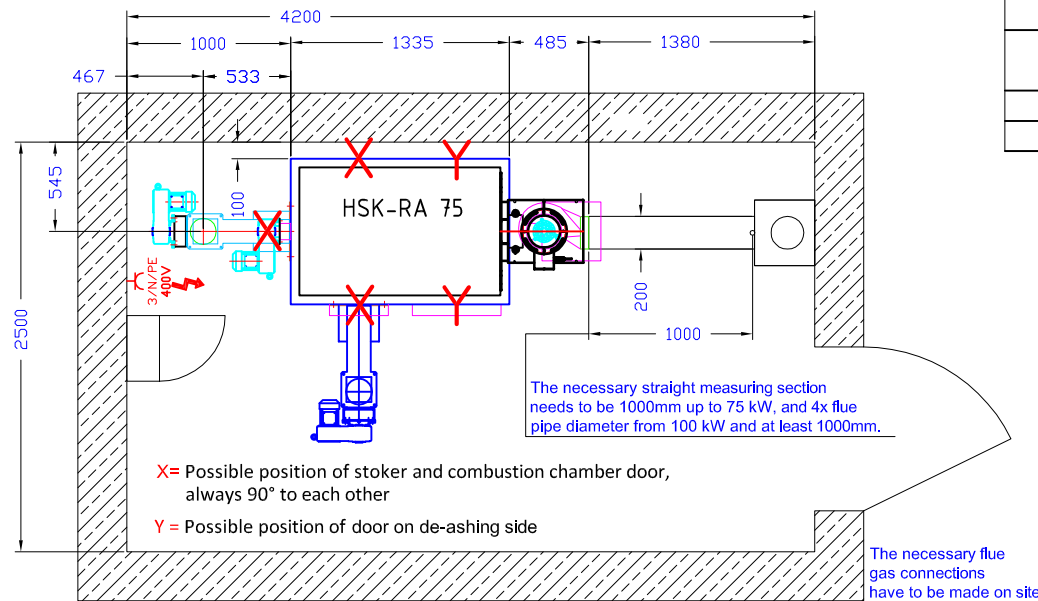 4200
1000
1335
485
1380
467
533
545
100
HSK-RA 75
3/N/PE
400V
2500
200
1000
The necessary straight measuring section
needs to be 1000mm up to 75 kW, and 4x flue
pipe diameter from 100 kW and at least 1000mm.
X= Possible position of stoker and combustion chamber door,
always 90° to each other
Y = Possible position of door on de-ashing side
The necessary flue
gas connections
have to be made on site
X
Y
X
X
Y